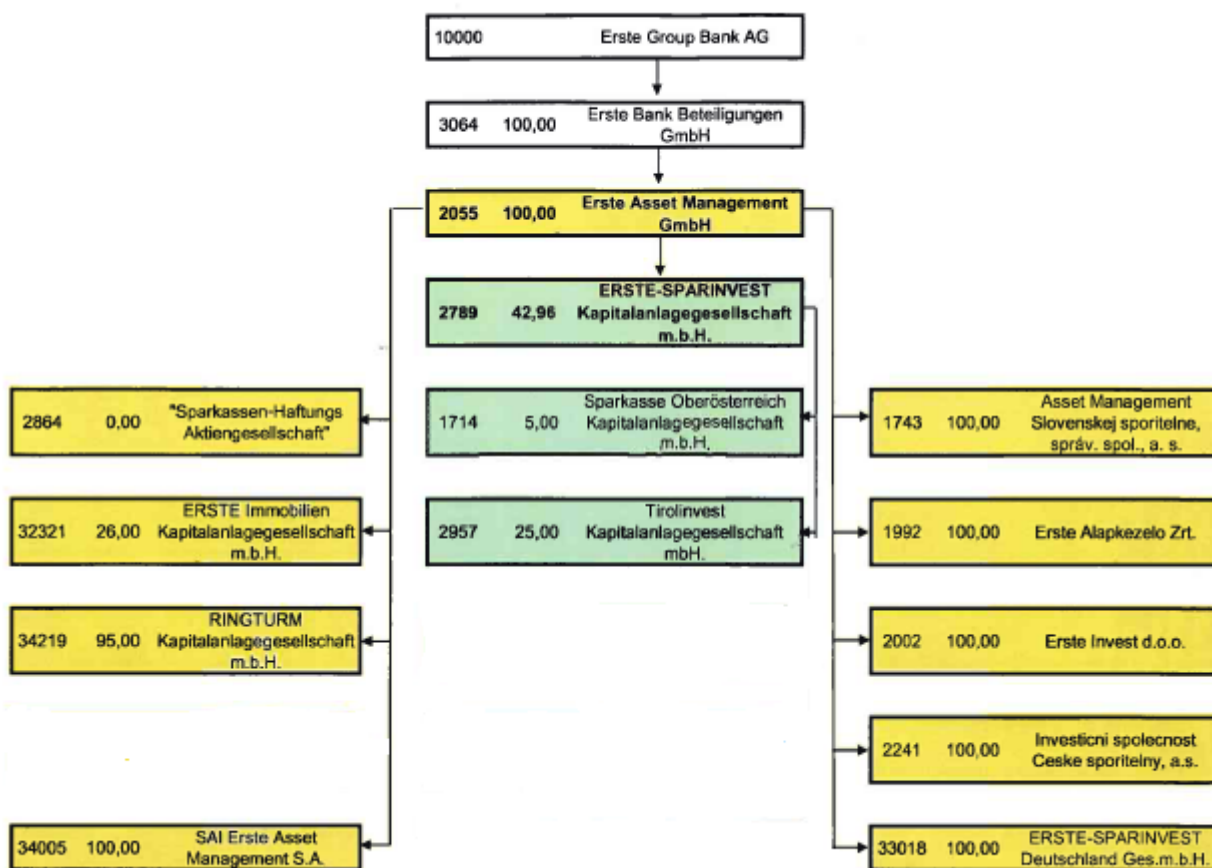 10000 Erste Group Bank AG
Erste Bank Beteiligungen
3064 100,00
GmbH
Erste Asset Management
2055 100,00
GmbH
ERSTE-SPARINVEST
2789 42,96 Kapitalanlagegesellschaft
m.b.H.
2864 0,00
"Sparkassen-Haftungs
Aktiengesellschaft"
Sparkasse Oberösterreich
1714 5,00 Kapitalanlagegesellschaft
m.b.H.
Asset Management
1743 100,00 Slovenskej sporitelne,
správ. spol., a. s.
ERSTE Immobilien
32321 26,00 Kapitalanlagegesellschaft
m.b.H.
Tirolinvest
2957 25,00 Kapitalanlagegesellschaft
mbH.
1992 100,00 Erste Alapkezelo Zrt.
RINGTURM
34219 95,00 Kapitalanlagegesellschaft
m.b.H.
2002 100,00 Erste Invest d.o.o.
2241 100,00
Investicni spolecnost
Ceske sporitelny, a.s.
34005 100,00
SAI Erste Asset
Management S.A.
33018 100,00
ERSTE-SPARINVEST
Deutschland Ges.m.b.H.